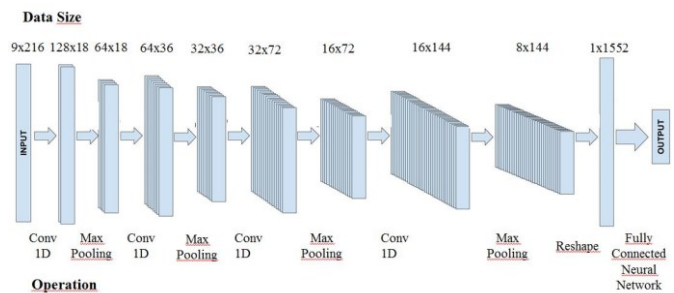 Data Size
9x216 128x18 64x18 64x36 32x36 32x72 16x72 16x144 8x144 1x1552
INPUT
OUTPUT
Conv 1D
Max Pooling
Conv 1D
Max Pooling
Conv 1D
Max Pooling
Conv 1D
Max Pooling
Reshape
Fully Connected Neural Network
Operation